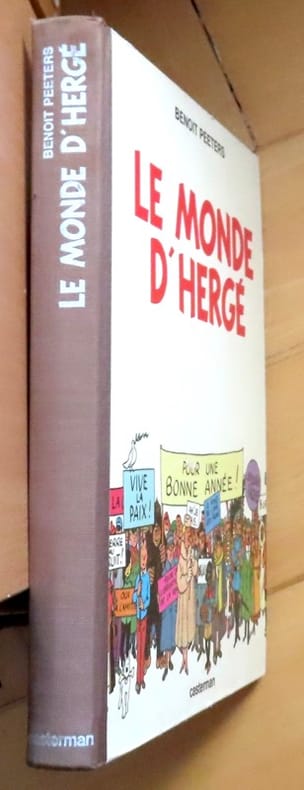 BENOIT PEETERS
LE MONDE D'HERGÉ
casterman
BENOIT PEETERS
LE MONDE
D'HERGÉ
POUR UNE
BONNE ANNÉE !
VIVE
LA
PAIX !
LA
casterman